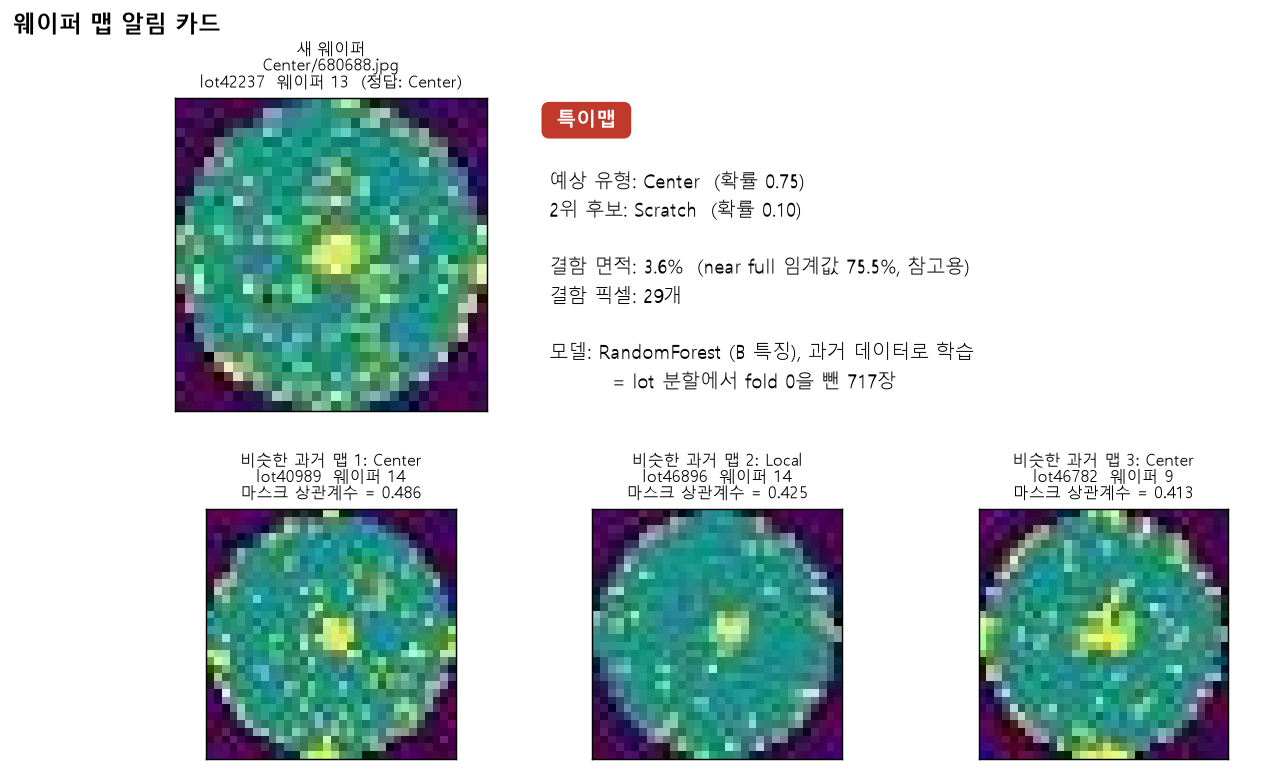 웨이퍼 맵 알림 카드
새 웨이퍼
Center/680688.jpg
lot42237 웨이퍼 13 (정답: Center)
특이맵
예상 유형: Center (확률 0.75)
2위 후보: Scratch (확률 0.10)
결함 면적: 3.6% (near full 임계값 75.5%, 참고용)
결함 픽셀: 29개
모델: RandomForest (B 특징), 과거 데이터로 학습
= lot 분할에서 fold 0을 뺀 717장
비슷한 과거 맵 1: Center
lot40989 웨이퍼 14
마스크 상관계수 = 0.486
비슷한 과거 맵 2: Local
lot46896 웨이퍼 14
마스크 상관계수 = 0.425
비슷한 과거 맵 3: Center
lot46782 웨이퍼 9
마스크 상관계수 = 0.413